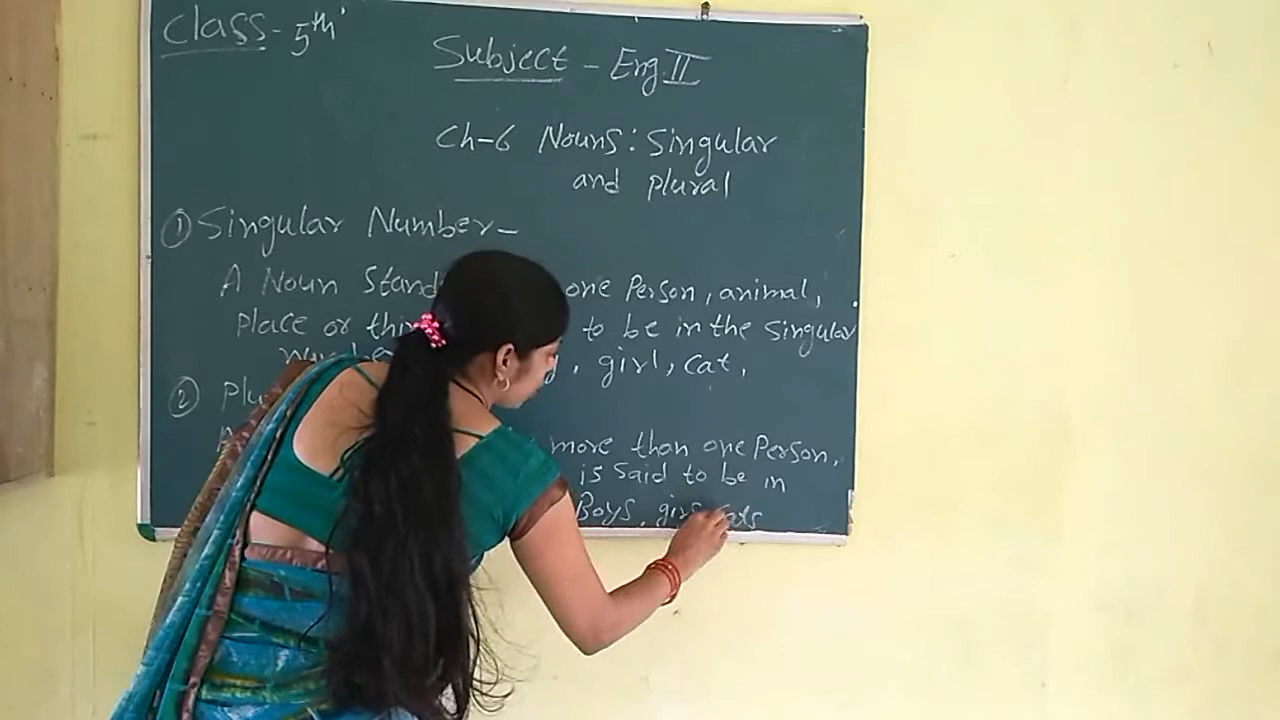 Class - 5th
Subject - Eng. II
Ch-6 Nouns: Singular
and plural
① Singular Number-
A Noun Stand one Person, animal,
Place or thi to be in the Singular
girl, cat,
② Plu
more than one Person,
is Said to be in
Boys, cats